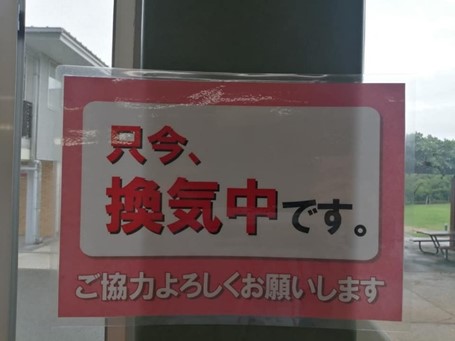 只今、
換気中です。
ご協力よろしくお願いします